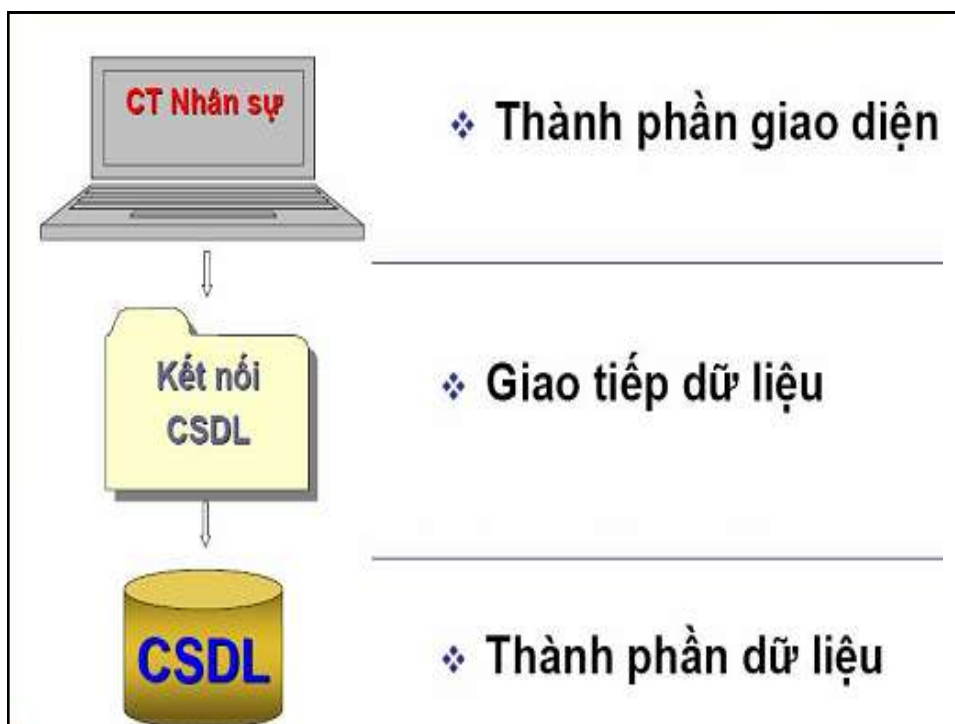 CT Nhân sự
❖ Thành phần giao diện
Kết nối
CSDL
❖ Giao tiếp dữ liệu
CSDL
❖ Thành phần dữ liệu